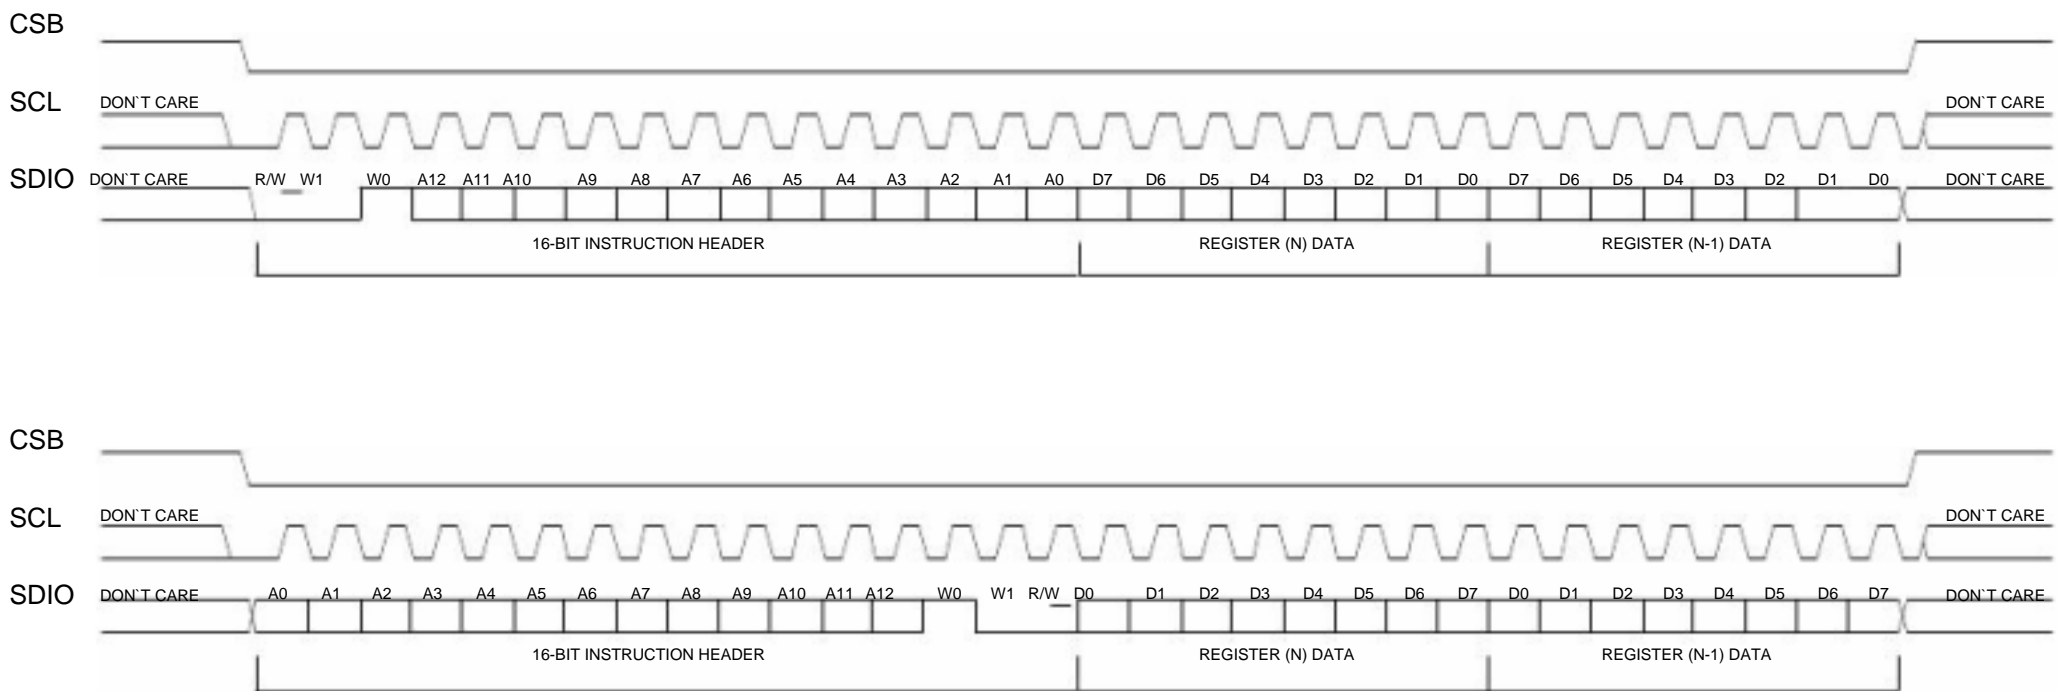 CSB
SCL DON`T CARE DON`T CARE
SDIO DON`T CARE R/W W1 W0 A12 A11 A10 A9 A8 A7 A6 A5 A4 A3 A2 A1 A0 D7 D6 D5 D4 D3 D2 D1 D0 D7 D6 D5 D4 D3 D2 D1 D0 DON`T CARE
16-BIT INSTRUCTION HEADER REGISTER (N) DATA REGISTER (N-1) DATA
CSB
SCL DON`T CARE DON`T CARE
SDIO DON`T CARE A0 A1 A2 A3 A4 A5 A6 A7 A8 A9 A10 A11 A12 W0 W1 R/W D0 D1 D2 D3 D4 D5 D6 D7 D0 D1 D2 D3 D4 D5 D6 D7 DON`T CARE
16-BIT INSTRUCTION HEADER REGISTER (N) DATA REGISTER (N-1) DATA